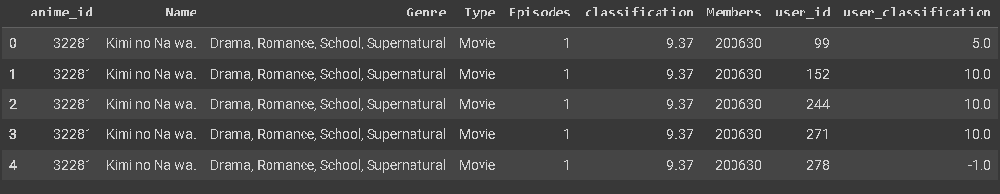 anime_id Name Genre Type Episodes classification Members user_id user_classification
0 32281 Kimi no Na wa. Drama, Romance, School, Supernatural Movie 1 9.37 200630 99 5.0
1 32281 Kimi no Na wa. Drama, Romance, School, Supernatural Movie 1 9.37 200630 152 10.0
2 32281 Kimi no Na wa. Drama, Romance, School, Supernatural Movie 1 9.37 200630 244 10.0
3 32281 Kimi no Na wa. Drama, Romance, School, Supernatural Movie 1 9.37 200630 271 10.0
4 32281 Kimi no Na wa. Drama, Romance, School, Supernatural Movie 1 9.37 200630 278 -1.0